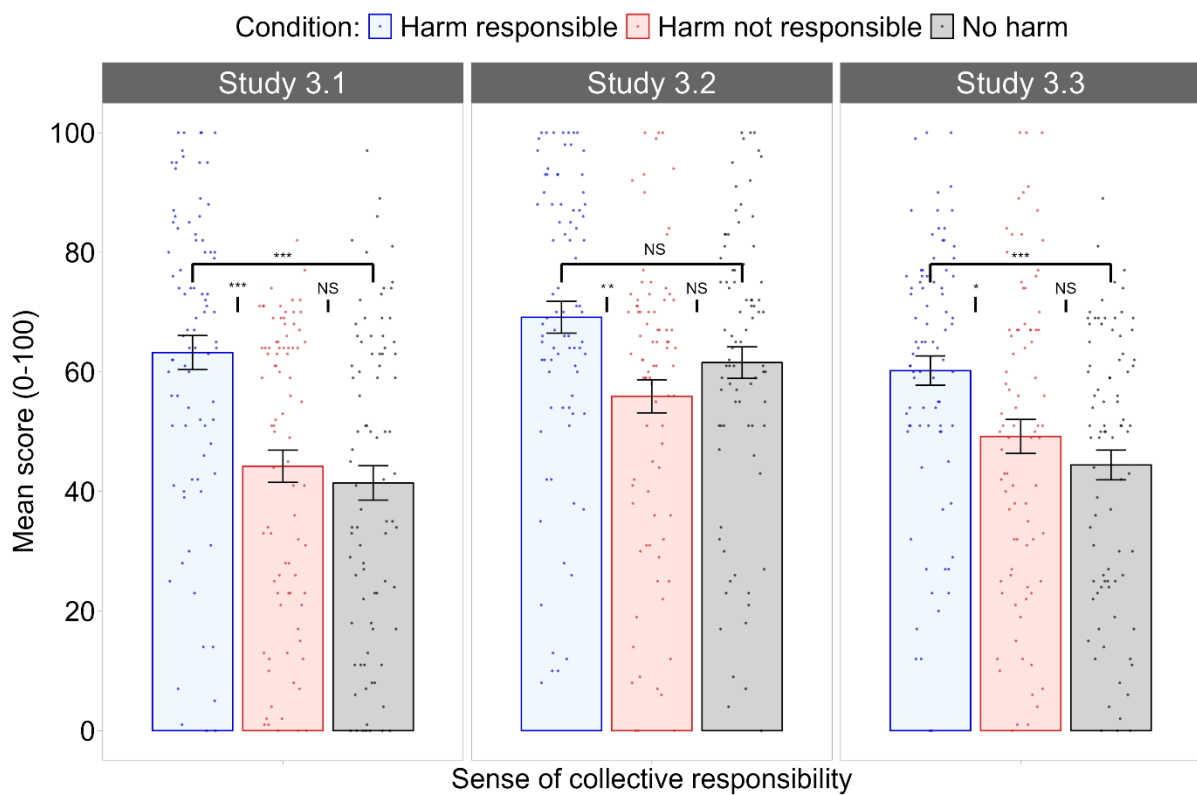 Condition: Harm responsible Harm not responsible No harm
Study 3.1 Study 3.2 Study 3.3
Mean score (0-100)
100
80
60
40
20
0
*** *** NS
NS ** NS
*** * NS
Sense of collective responsibility